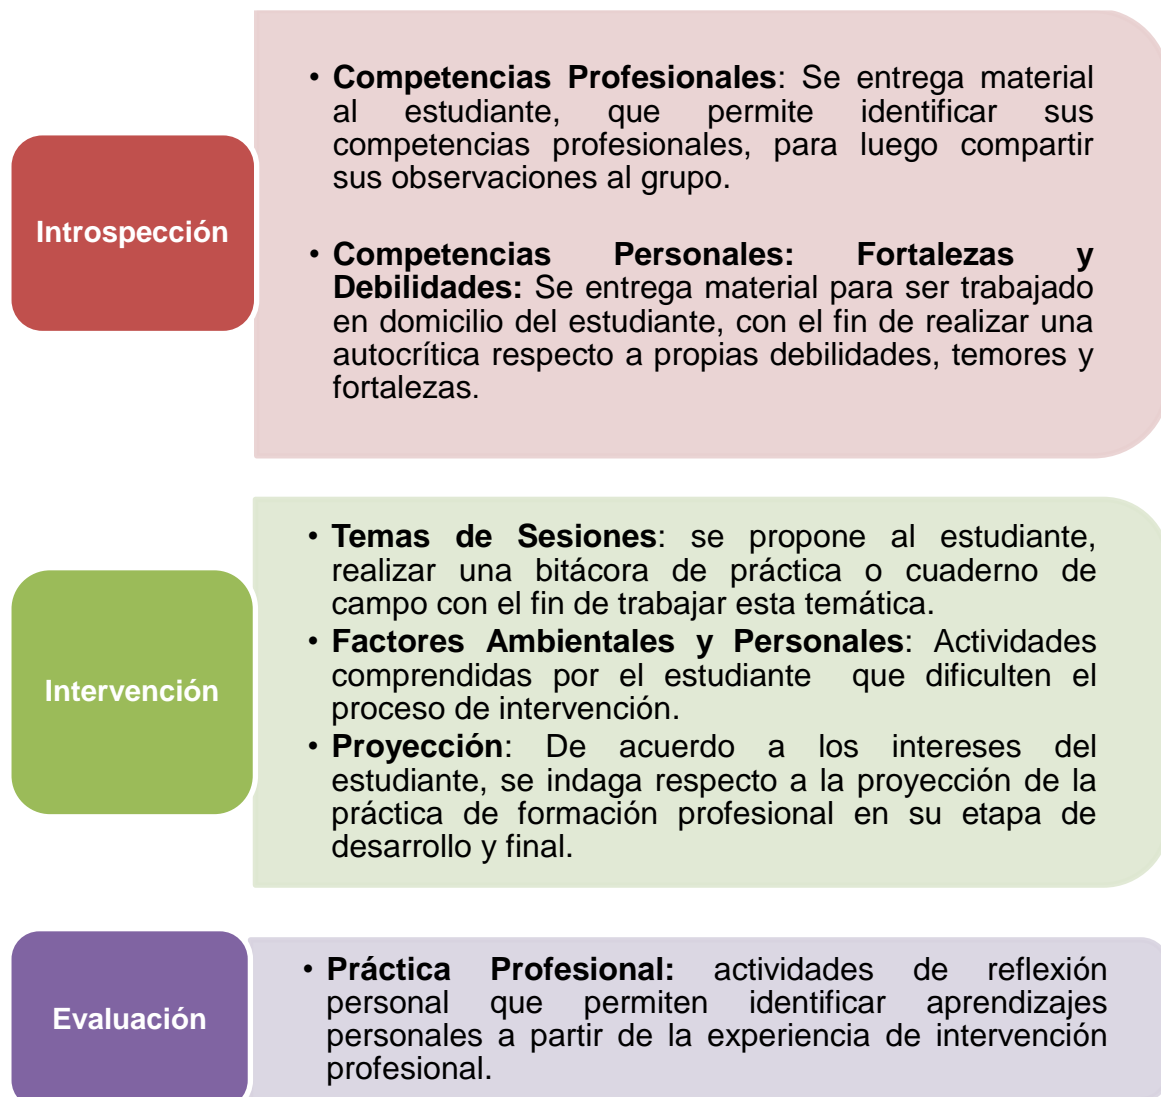 Introspección
• Competencias Profesionales: Se entrega material
al estudiante, que permite identificar sus
competencias profesionales, para luego compartir
sus observaciones al grupo.
• Competencias Personales: Fortalezas y
Debilidades: Se entrega material para ser trabajado
en domicilio del estudiante, con el fin de realizar una
autocrítica respecto a propias debilidades, temores y
fortalezas.
Intervención
• Temas de Sesiones: se propone al estudiante,
realizar una bitácora de práctica o cuaderno de
campo con el fin de trabajar esta temática.
• Factores Ambientales y Personales: Actividades
comprendidas por el estudiante que dificulten el
proceso de intervención.
• Proyección: De acuerdo a los intereses del
estudiante, se indaga respecto a la proyección de la
práctica de formación profesional en su etapa de
desarrollo y final.
Evaluación
• Práctica Profesional: actividades de reflexión
personal que permiten identificar aprendizajes
personales a partir de la experiencia de intervención
profesional.